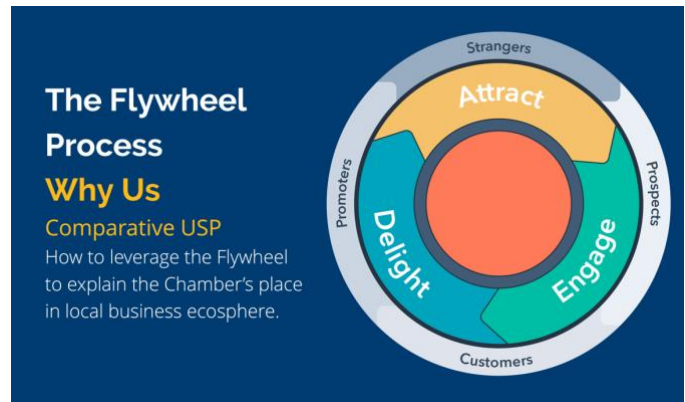 The Flywheel
Process
Why Us
Comparative USP
How to leverage the Flywheel
to explain the Chamber's place
in local business ecosphere.
Strangers
Attract
Prospects
Engage
Customers
Delight
Promoters